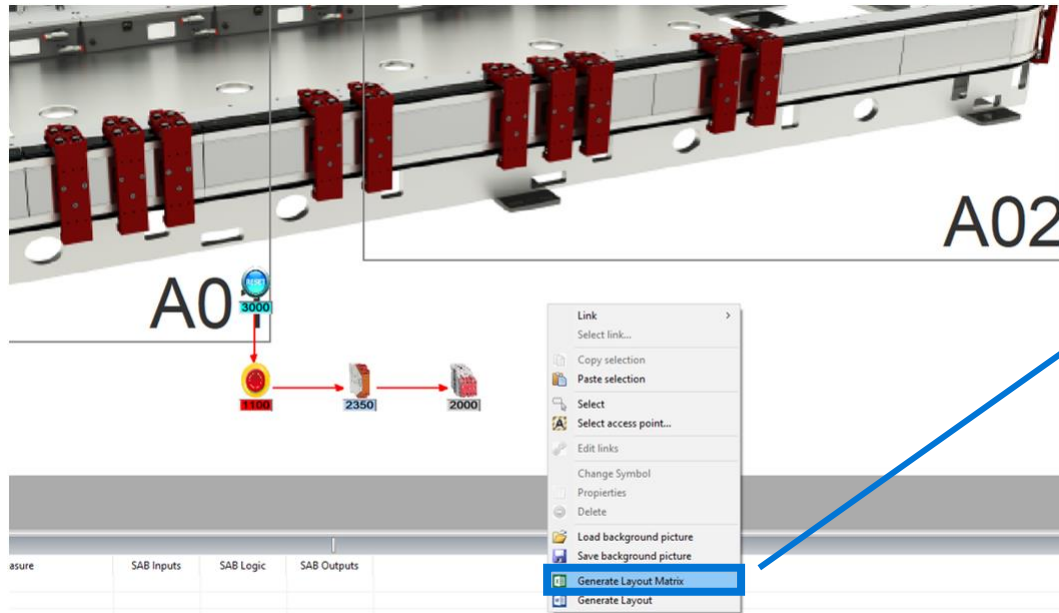 A02
A01
RESET
3000
1100
2350
2000
Link
Select link...
Copy selection
Paste selection
Select
Select access point...
Edit links
Change Symbol
Propierties
Delete
Load background picture
Save background picture
Generate Layout Matrix
Generate Layout
asure SAB Inputs SAB Logic SAB Outputs